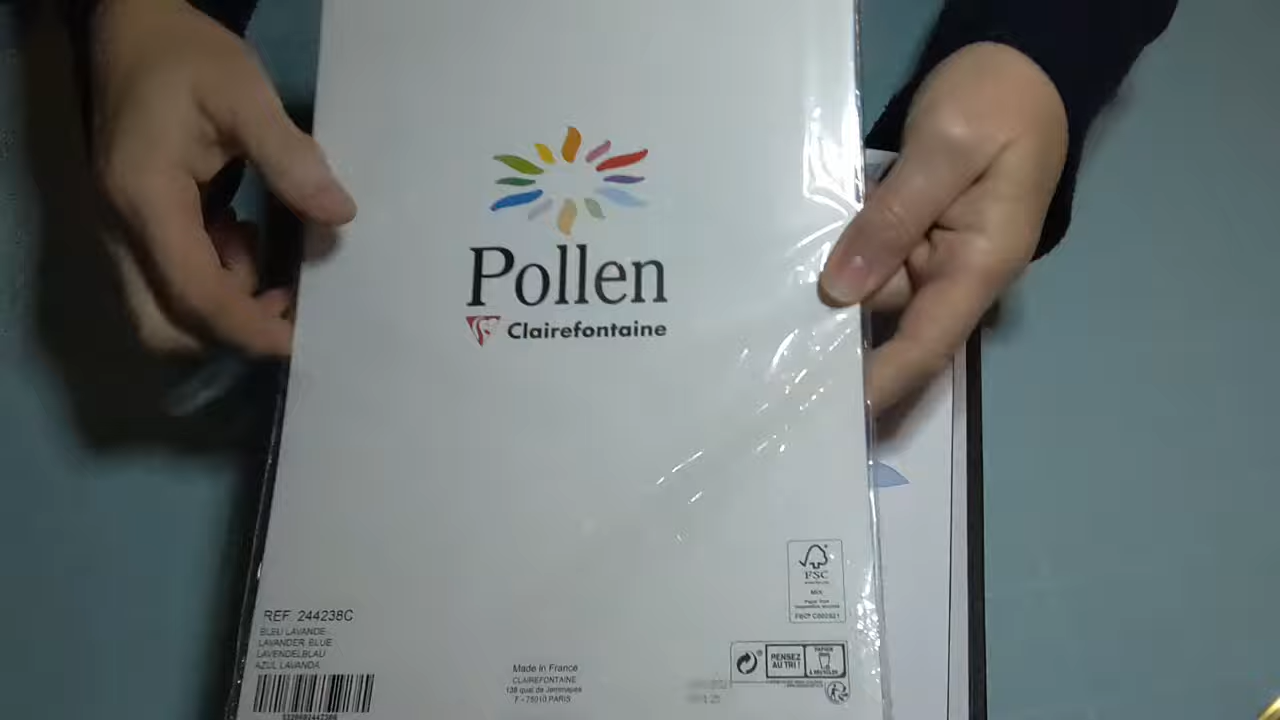 Pollen
Clairefontaine
FSC
MIX
REF. 244238C
BLEU LAVANDE
LAVANDER BLUE
LAVENDELBLAU
AZUL LAVANDA
PENSEZ
AU TRI !
PAPIER
À RECYCLER
Made in France
CLAIREFONTAINE
138 quai de Jemmapes
F - 75010 PARIS